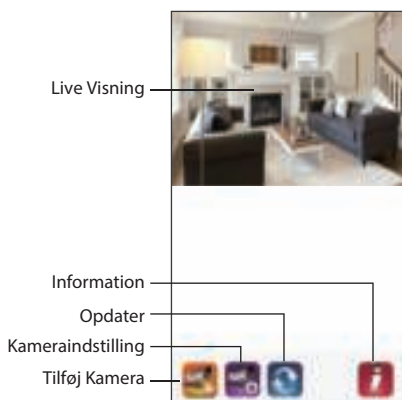 Live Visning
Information
Opdater
Kameraindstilling
Tilføj Kamera